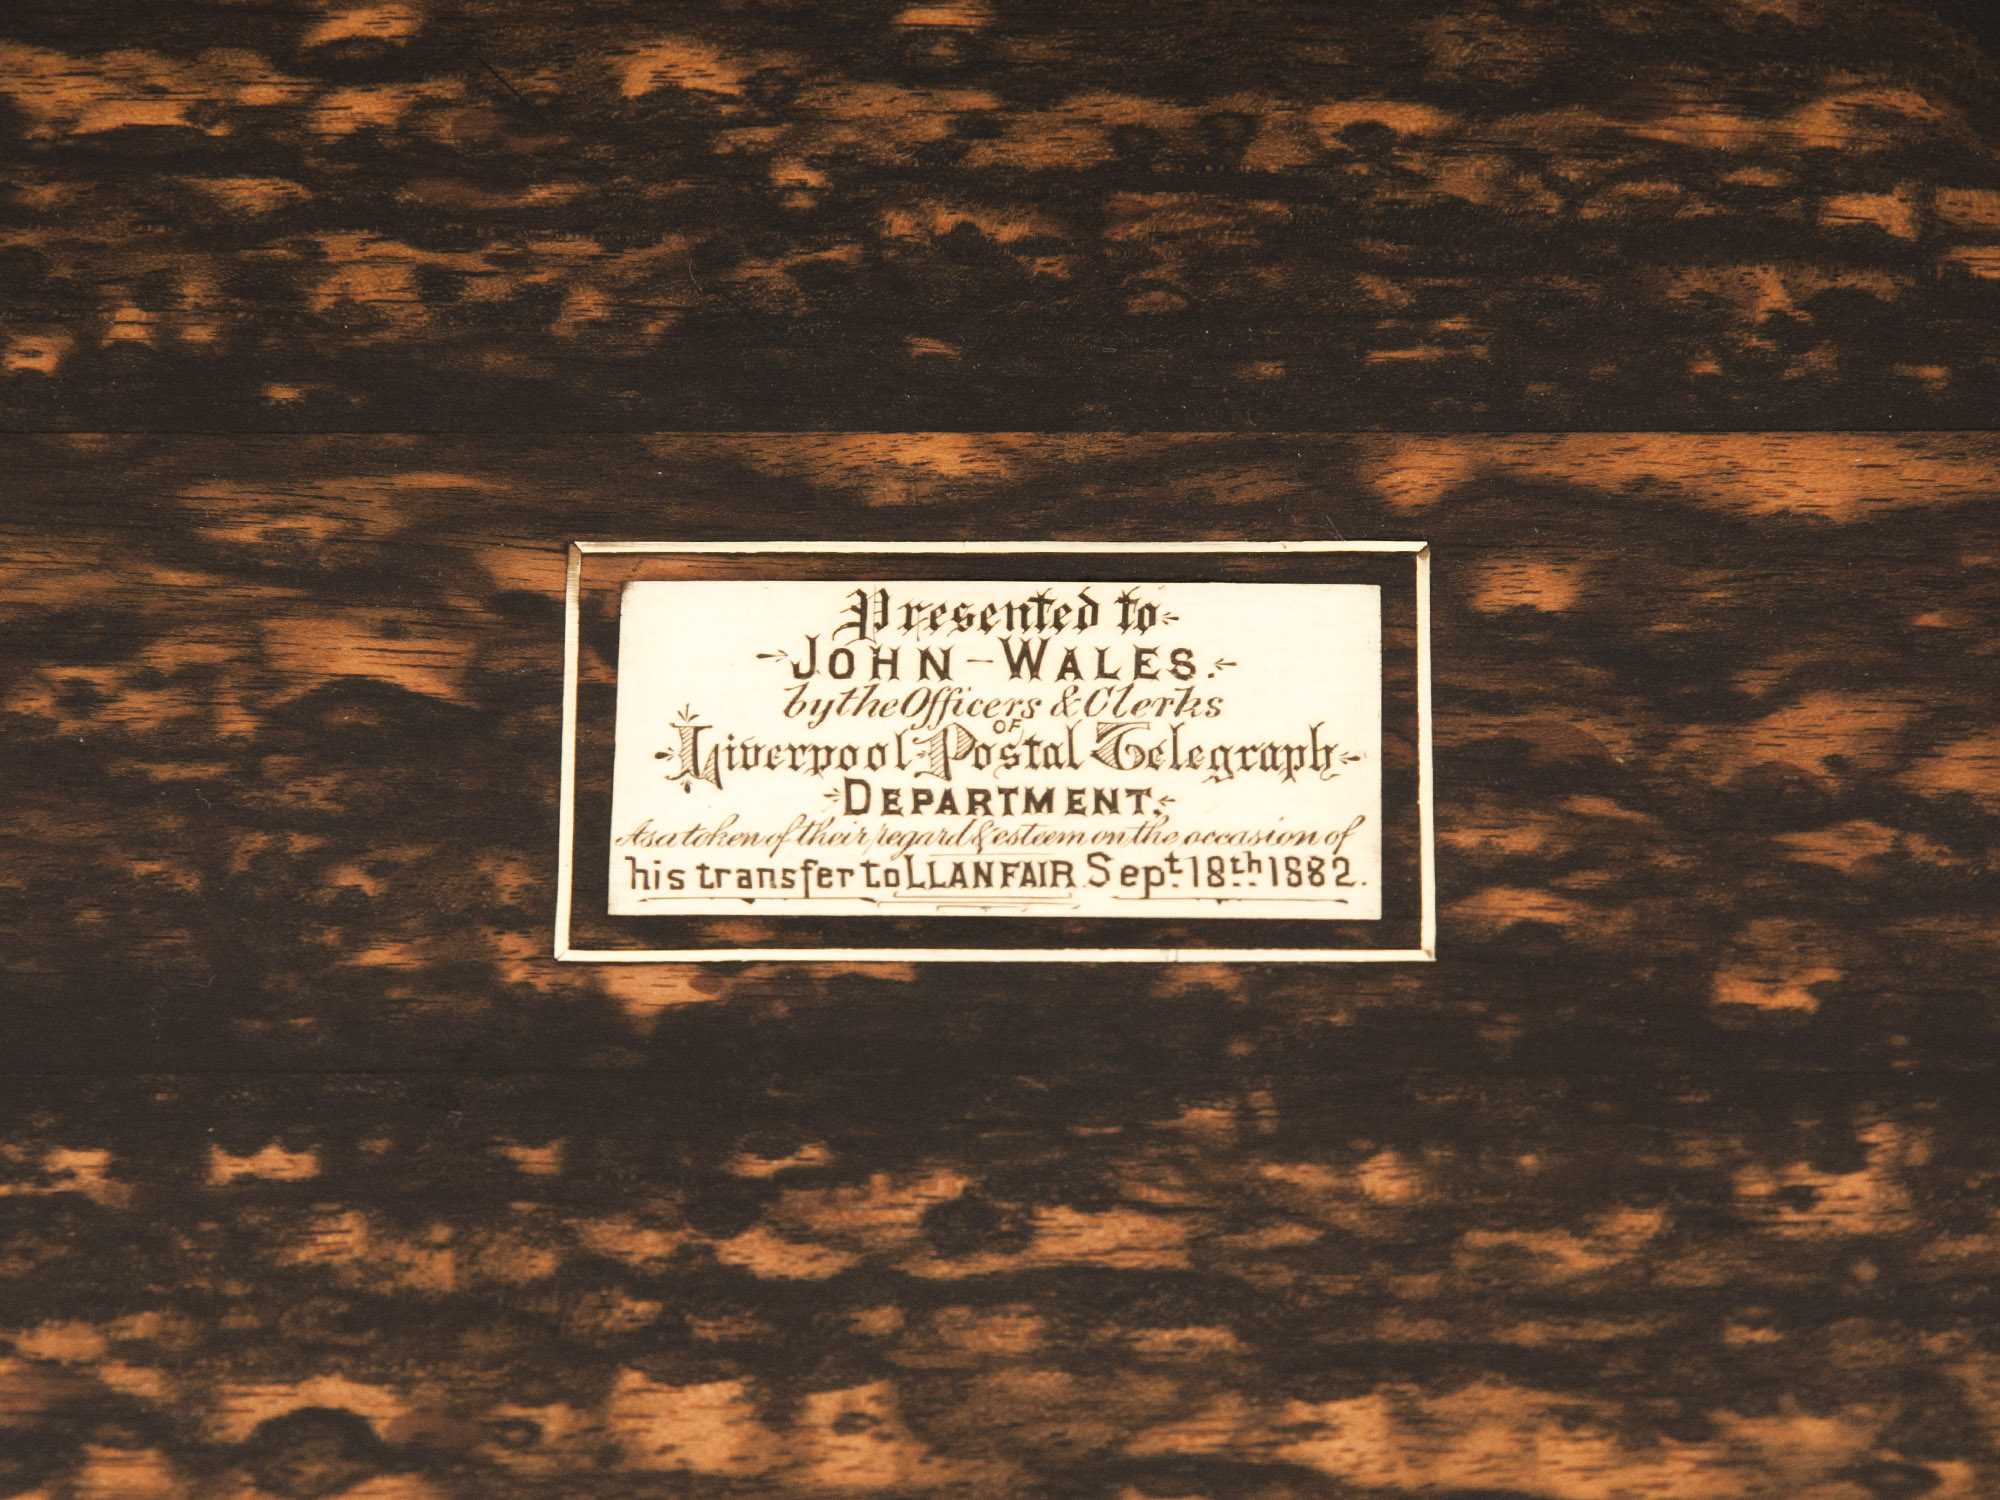 Presented to
JOHN-WALES.
by the Officers & Clerks
OF
Liverpool-Postal Telegraph
DEPARTMENT.
As a token of their regard & esteem on the occasion of
his transfer to LLANFAIR Sept. 18th 1882.